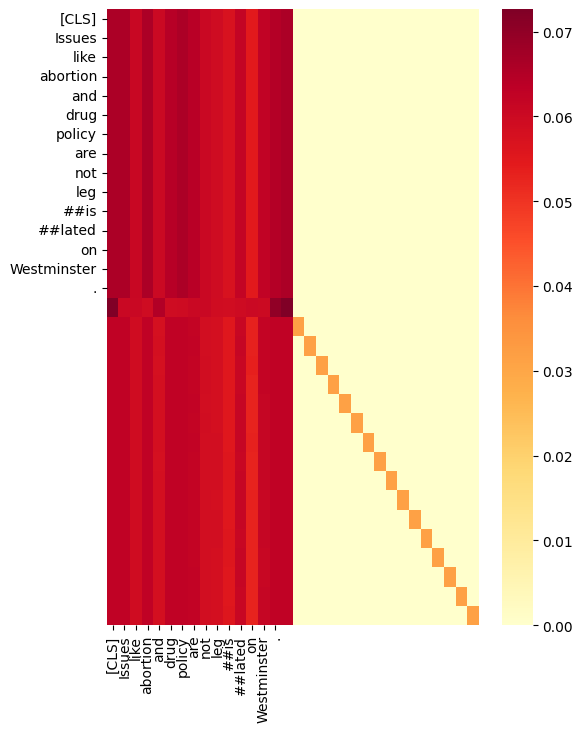 [CLS]
Issues
like
abortion
and
drug
policy
are
not
leg
##is
##lated
on
Westminster
.
0.07
0.06
0.05
0.04
0.03
0.02
0.01
0.00
[CLS]
Issues
like
abortion
and
drug
policy
are
not
leg
##is
##lated
on
Westminster
.